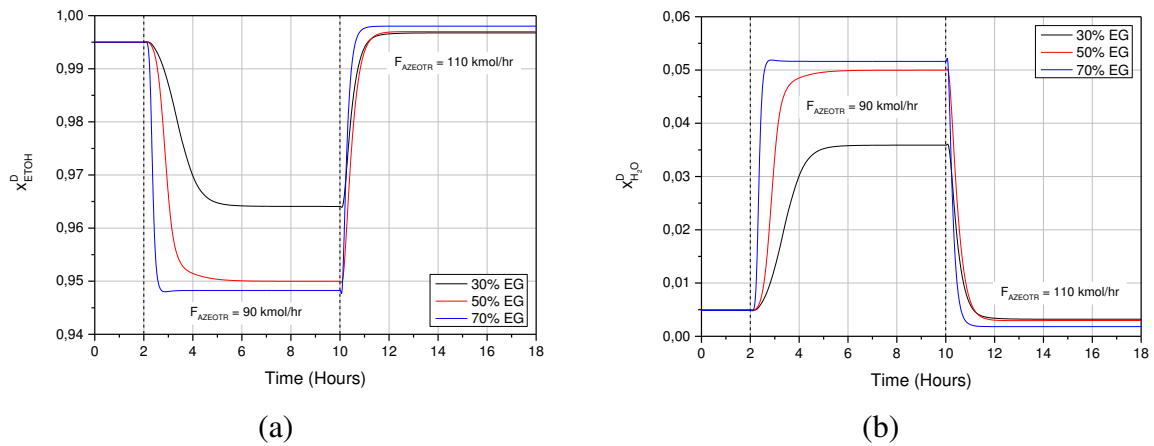 1,00
0,99
0,98
0,97
0,96
0,95
0,94
x^D_ETOH
F_AZEOTR = 110 kmol/hr
F_AZEOTR = 90 kmol/hr
30% EG
50% EG
70% EG
0 2 4 6 8 10 12 14 16 18
Time (Hours)
(a)
0,06
0,05
0,04
0,03
0,02
0,01
0,00
x^D_H₂O
30% EG
50% EG
70% EG
F_AZEOTR = 90 kmol/hr
F_AZEOTR = 110 kmol/hr
0 2 4 6 8 10 12 14 16 18
Time (Hours)
(b)